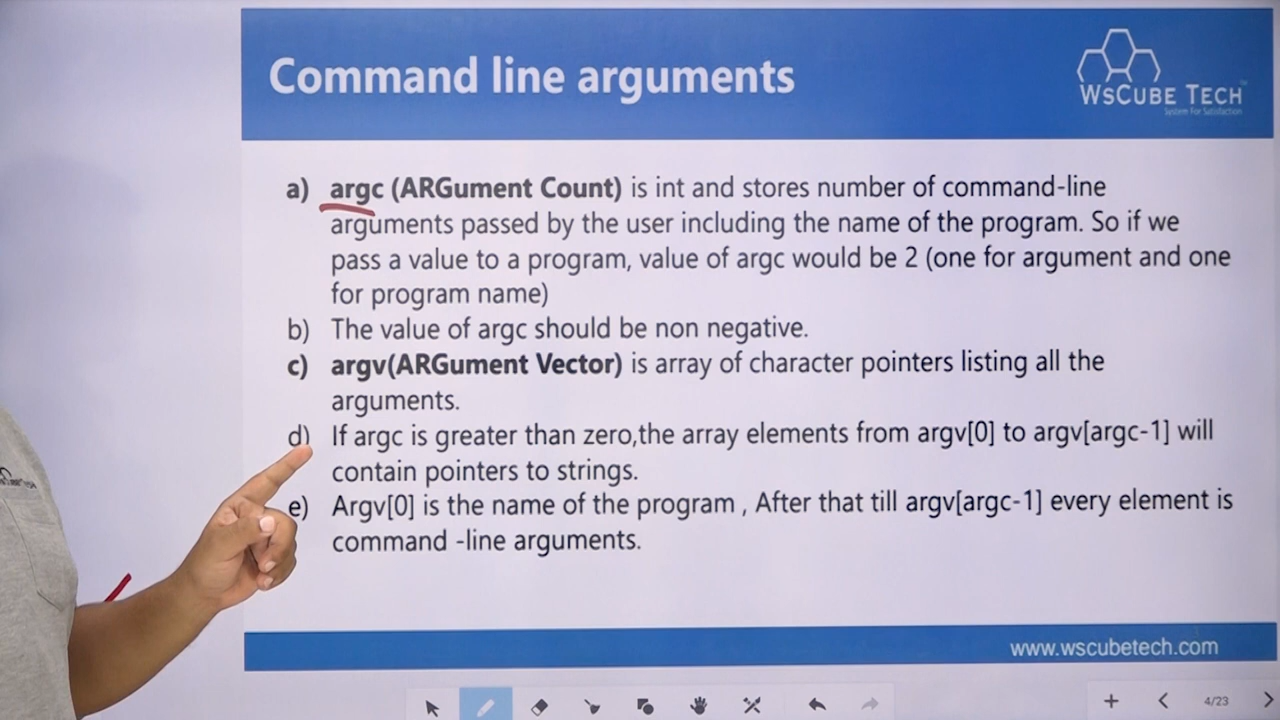 Command line arguments
WsCube Tech
System For Satisfaction
a) argc (ARGument Count) is int and stores number of command-line
arguments passed by the user including the name of the program. So if we
pass a value to a program, value of argc would be 2 (one for argument and one
for program name)
b) The value of argc should be non negative.
c) argv(ARGument Vector) is array of character pointers listing all the
arguments.
d) If argc is greater than zero,the array elements from argv[0] to argv[argc-1] will
contain pointers to strings.
e) Argv[0] is the name of the program , After that till argv[argc-1] every element is
command -line arguments.
www.wscubetech.com
4/23